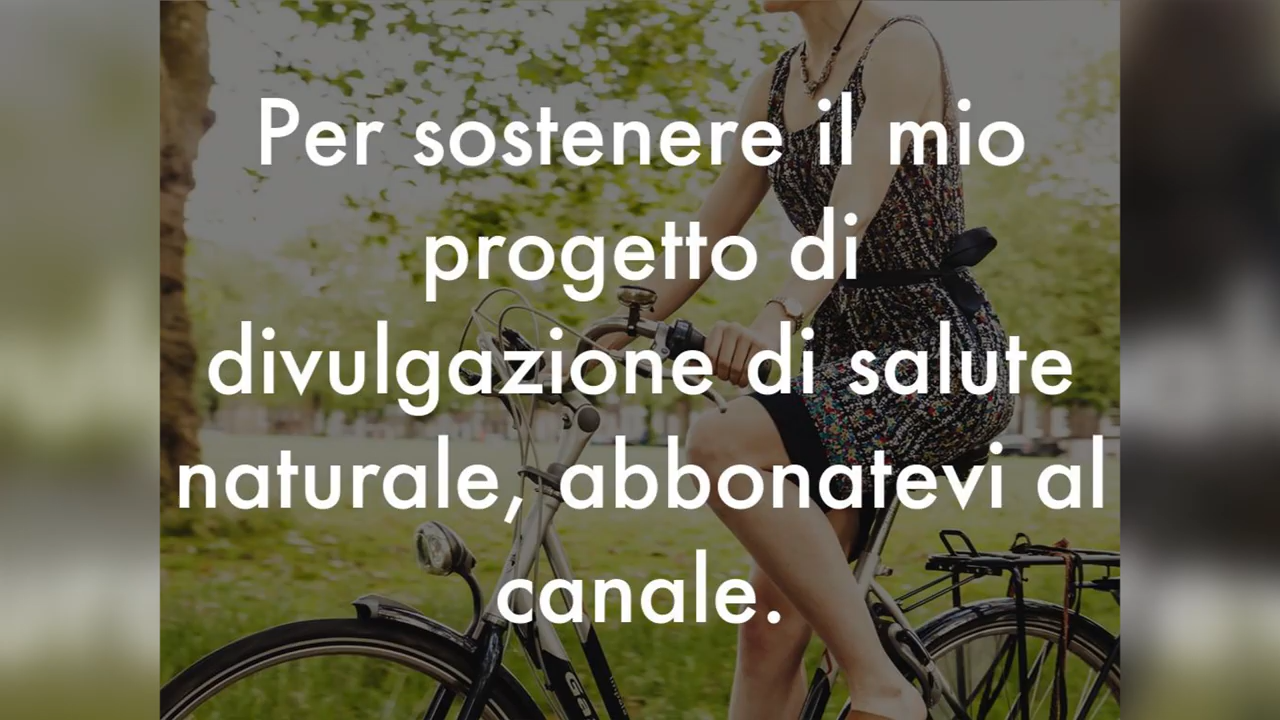 Per sostenere il mio
progetto di
divulgazione di salute
naturale, abbonatevi al
canale.